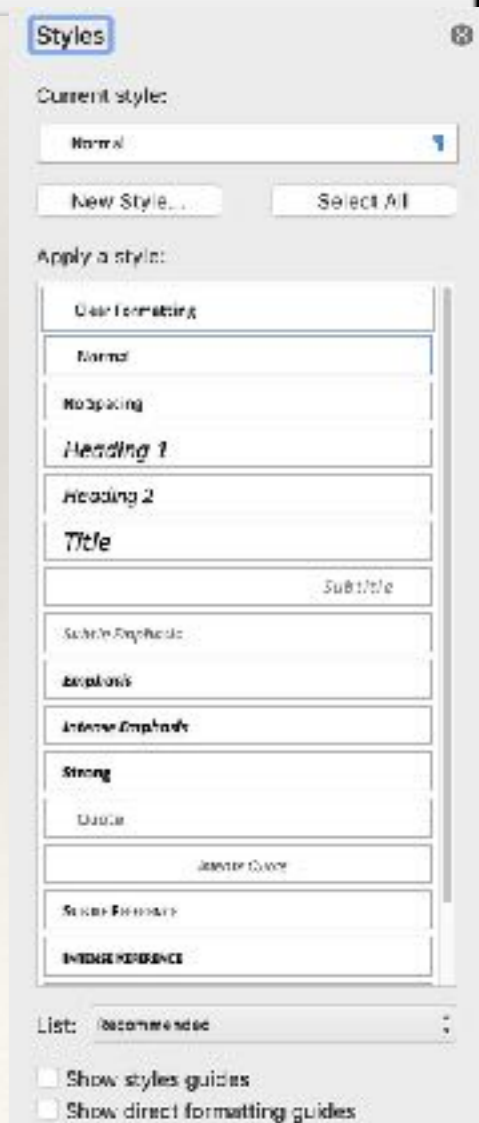 Styles
Current style:
Normal
New Style...
Select All
Apply a style:
Clear Formatting
Normal
No Spacing
Heading 1
Heading 2
Title
Subtitle
Subtle Emphasis
Emphasis
Intense Emphasis
Strong
Quote
Intense Quote
SUBTLE REFERENCE
INTENSE REFERENCE
List: Recommended
Show styles guides
Show direct formatting guides